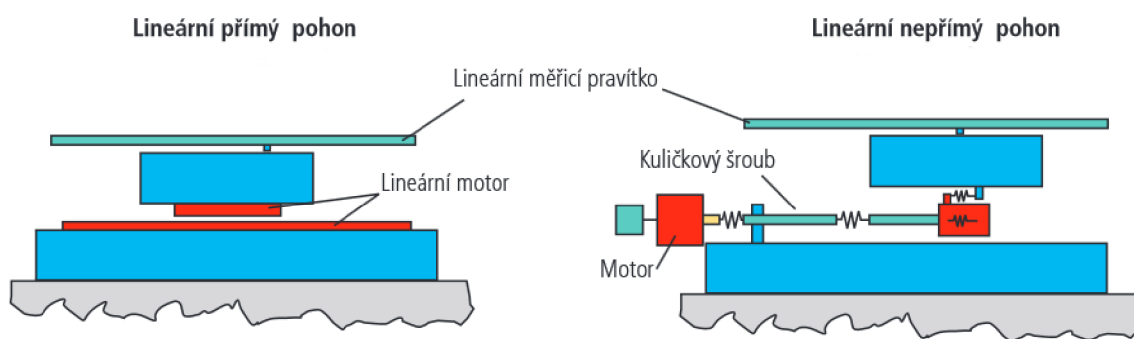 Lineární přímý pohon
Lineární nepřímý pohon
Lineární měřicí pravítko
Kuličkový šroub
Lineární motor
Motor